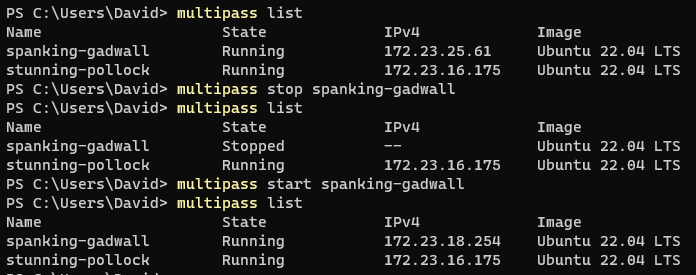 PS C:\Users\David> multipass list
Name                    State             IPv4             Image
spanking-gadwall        Running           172.23.25.61     Ubuntu 22.04 LTS
stunning-pollock        Running           172.23.16.175    Ubuntu 22.04 LTS
PS C:\Users\David> multipass stop spanking-gadwall
PS C:\Users\David> multipass list
Name                    State             IPv4             Image
spanking-gadwall        Stopped           --               Ubuntu 22.04 LTS
stunning-pollock        Running           172.23.16.175    Ubuntu 22.04 LTS
PS C:\Users\David> multipass start spanking-gadwall
PS C:\Users\David> multipass list
Name                    State             IPv4             Image
spanking-gadwall        Running           172.23.18.254    Ubuntu 22.04 LTS
stunning-pollock        Running           172.23.16.175    Ubuntu 22.04 LTS